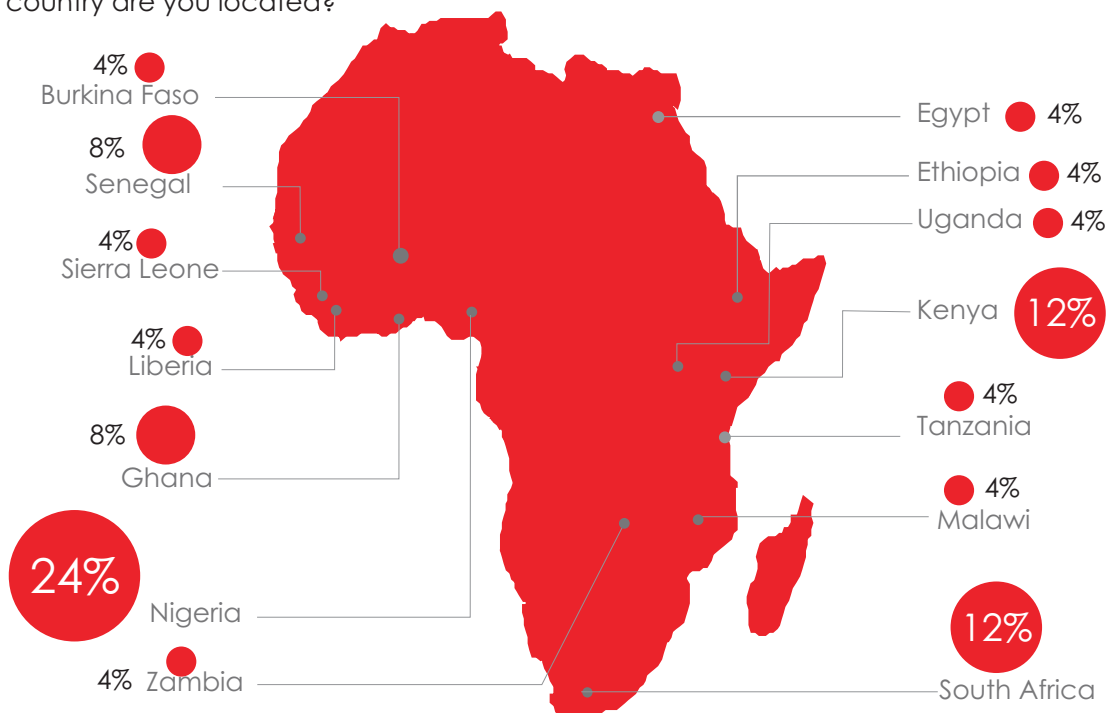 country are you located?
4%
Burkina Faso
8%
Senegal
4%
Sierra Leone
4%
Liberia
8%
Ghana
24%
Nigeria
4% Zambia
Egypt 4%
Ethiopia 4%
Uganda 4%
Kenya 12%
4%
Tanzania
4%
Malawi
12%
South Africa